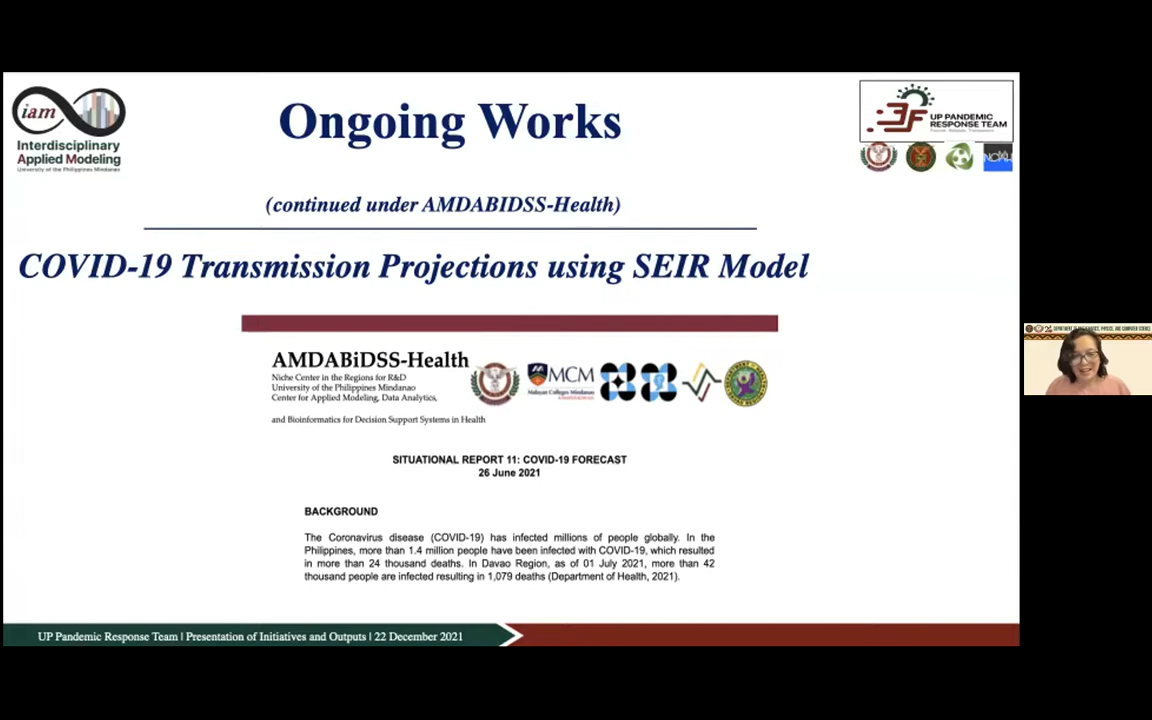 iam
Interdisciplinary
Applied Modeling
University of the Philippines Mindanao
Ongoing Works
UP PANDEMIC
RESPONSE TEAM
(continued under AMDABIDSS-Health)
COVID-19 Transmission Projections using SEIR Model
AMDABiDSS-Health
Niche Center in the Regions for R&D
University of the Philippines Mindanao
Center for Applied Modeling, Data Analytics,
and Bioinformatics for Decision Support Systems in Health
MCM
Malayan Colleges Mindanao
SITUATIONAL REPORT 11: COVID-19 FORECAST
26 June 2021
BACKGROUND
The Coronavirus disease (COVID-19) has infected millions of people globally. In the
Philippines, more than 1.4 million people have been infected with COVID-19, which resulted
in more than 24 thousand deaths. In Davao Region, as of 01 July 2021, more than 42
thousand people are infected resulting in 1,079 deaths (Department of Health, 2021).
UP Pandemic Response Team | Presentation of Initiatives and Outputs | 22 December 2021
DEPARTMENT OF MATHEMATICS, PHYSICS, AND COMPUTER SCIENCE